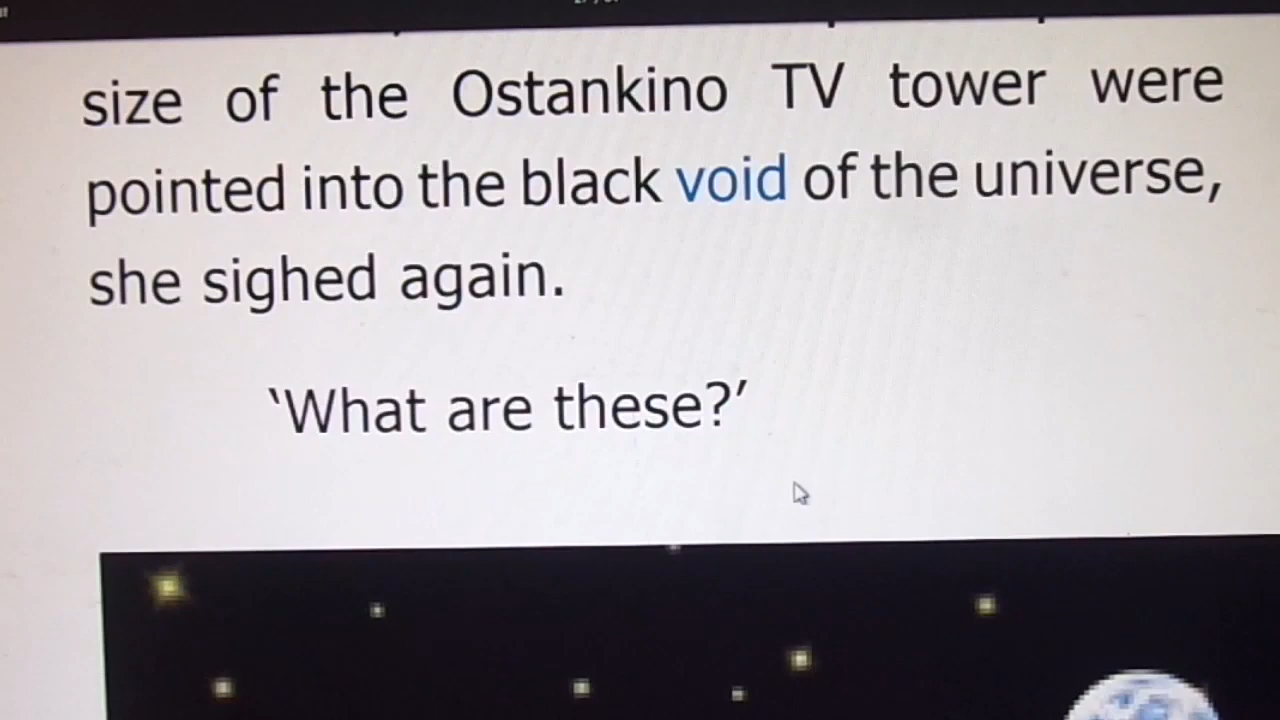 size of the Ostankino TV tower were
pointed into the black void of the universe,
she sighed again.
‘What are these?’